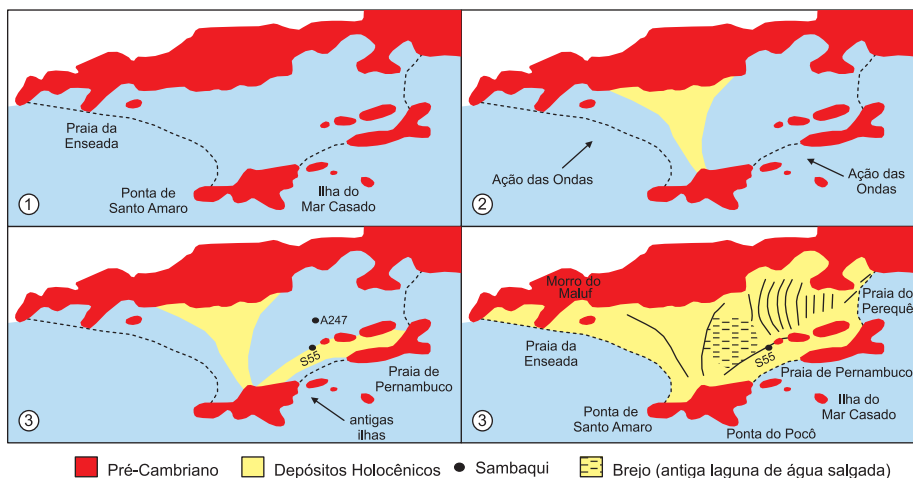 Praia da
Enseada
Ponta de
Santo Amaro
Ilha do
Mar Casado
1
Ação das Ondas
Ação das
Ondas
2
A247
S55
Praia de
Pernambuco
antigas
ilhas
3
Morro do
Maluf
Praia do
Perequê
Praia da
Enseada
S55
Praia de Pernambuco
Ponta de
Santo Amaro
Ilha do
Mar Casado
Ponta do Pocô
3
Pré-Cambriano
Depósitos Holocênicos
Sambaqui
Brejo (antiga laguna de água salgada)